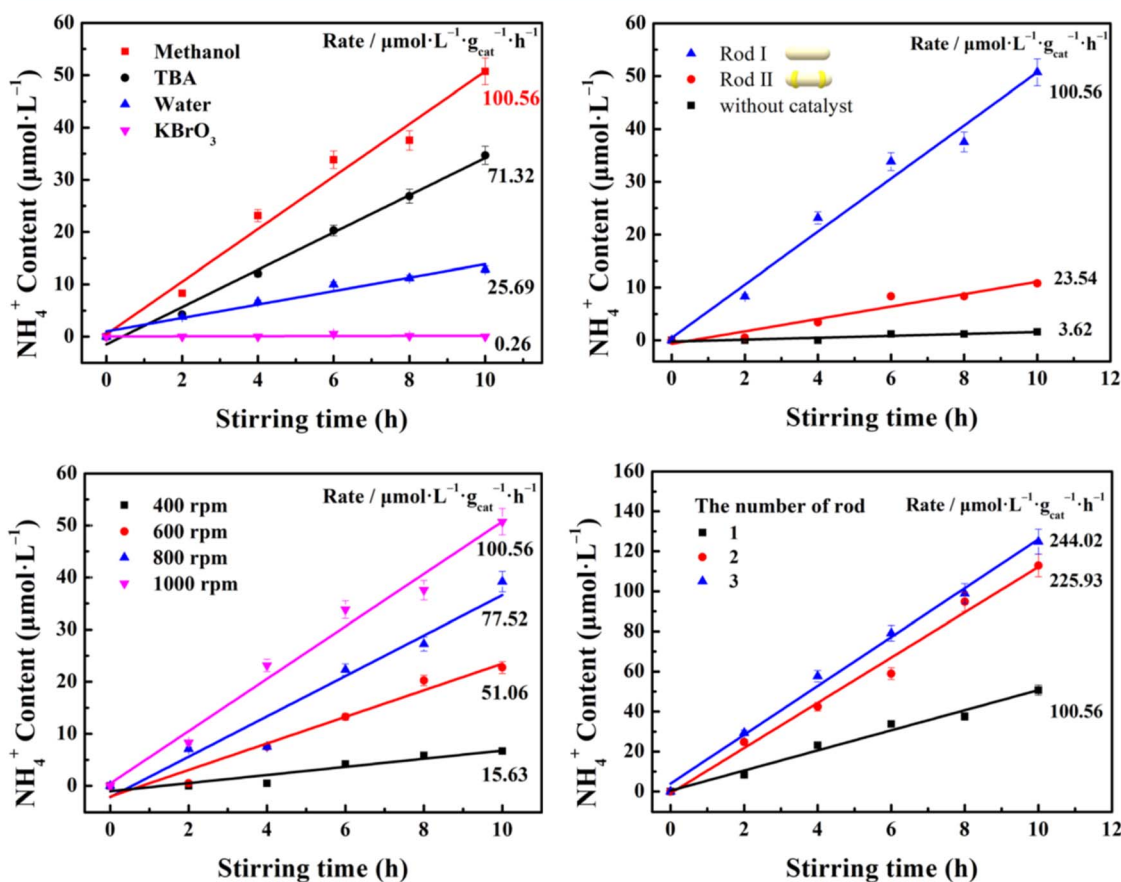 60
50
40
30
20
10
0
NH₄⁺ Content (μmol·L⁻¹)
Rate / μmol·L⁻¹·g_cat⁻¹·h⁻¹
Methanol
TBA
Water
KBrO₃
100.56
71.32
25.69
0.26
0 2 4 6 8 10
Stirring time (h)
60
50
40
30
20
10
0
NH₄⁺ Content (μmol·L⁻¹)
Rate / μmol·L⁻¹·g_cat⁻¹·h⁻¹
Rod I
Rod II
without catalyst
100.56
23.54
3.62
0 2 4 6 8 10 12
Stirring time (h)
60
50
40
30
20
10
0
NH₄⁺ Content (μmol·L⁻¹)
Rate / μmol·L⁻¹·g_cat⁻¹·h⁻¹
400 rpm
600 rpm
800 rpm
1000 rpm
100.56
77.52
51.06
15.63
0 2 4 6 8 10
Stirring time (h)
160
140
120
100
80
60
40
20
0
NH₄⁺ Content (μmol·L⁻¹)
The number of rod
1
2
3
Rate / μmol·L⁻¹·g_cat⁻¹·h⁻¹
244.02
225.93
100.56
0 2 4 6 8 10 12
Stirring time (h)